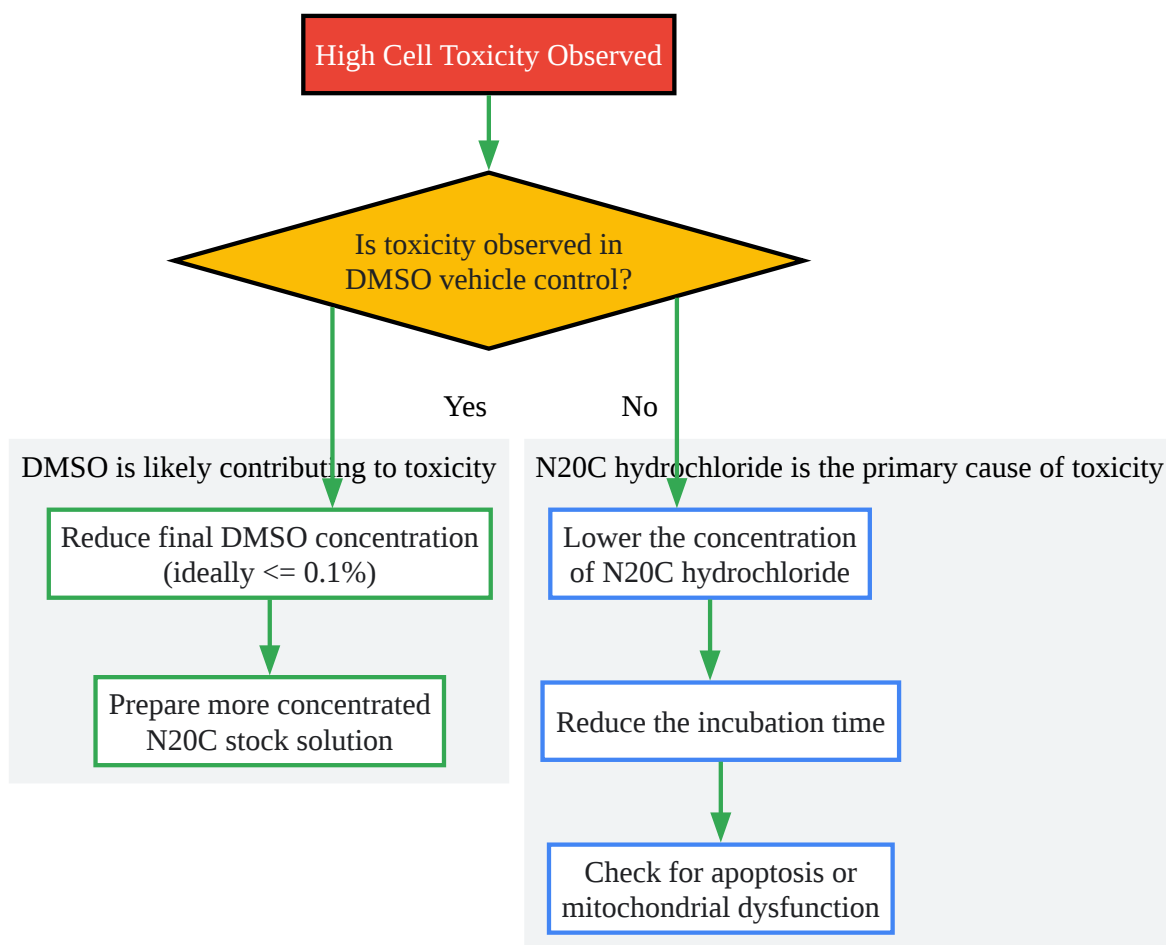 High Cell Toxicity Observed
Is toxicity observed in
DMSO vehicle control?
Yes
No
DMSO is likely contributing to toxicity
Reduce final DMSO concentration
(ideally <= 0.1%)
Prepare more concentrated
N20C stock solution
N20C hydrochloride is the primary cause of toxicity
Lower the concentration
of N20C hydrochloride
Reduce the incubation time
Check for apoptosis or
mitochondrial dysfunction